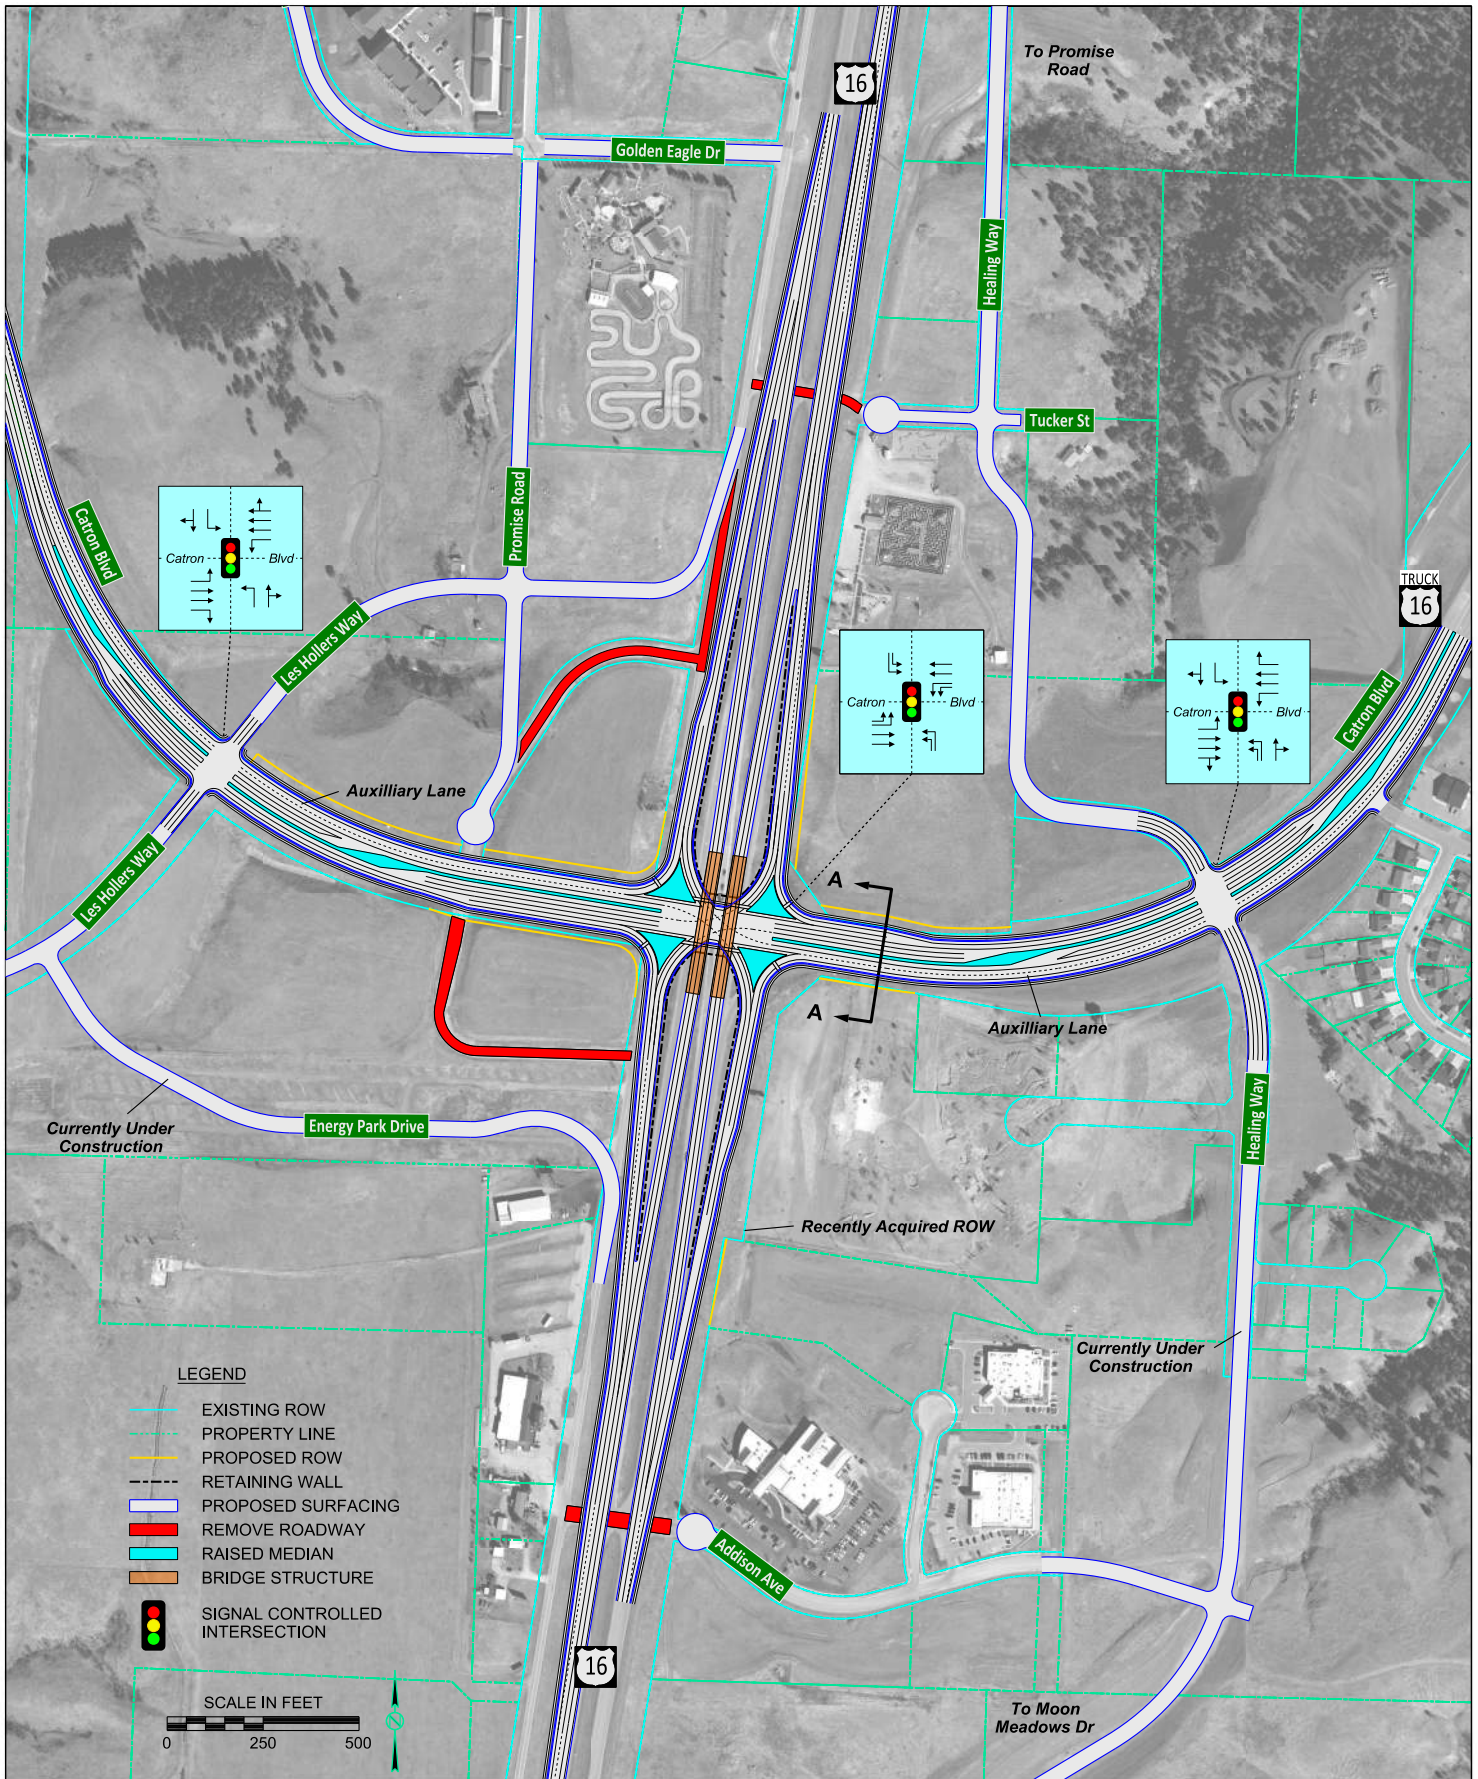 16
To Promise
Road
Golden Eagle Dr
Healing Way
Tucker St
Catron Blvd
Catron Blvd
Promise Road
TRUCK
16
Les Hollers Way
Catron Blvd
Catron Blvd
Catron Blvd
Auxilliary Lane
Les Hollers Way
A
A
Auxilliary Lane
Currently Under
Construction
Energy Park Drive
Healing Way
Recently Acquired ROW
Currently Under
Construction
LEGEND
EXISTING ROW
PROPERTY LINE
PROPOSED ROW
RETAINING WALL
PROPOSED SURFACING
REMOVE ROADWAY
RAISED MEDIAN
BRIDGE STRUCTURE
SIGNAL CONTROLLED
INTERSECTION
Addison Ave
16
SCALE IN FEET
0 250 500
To Moon
Meadows Dr